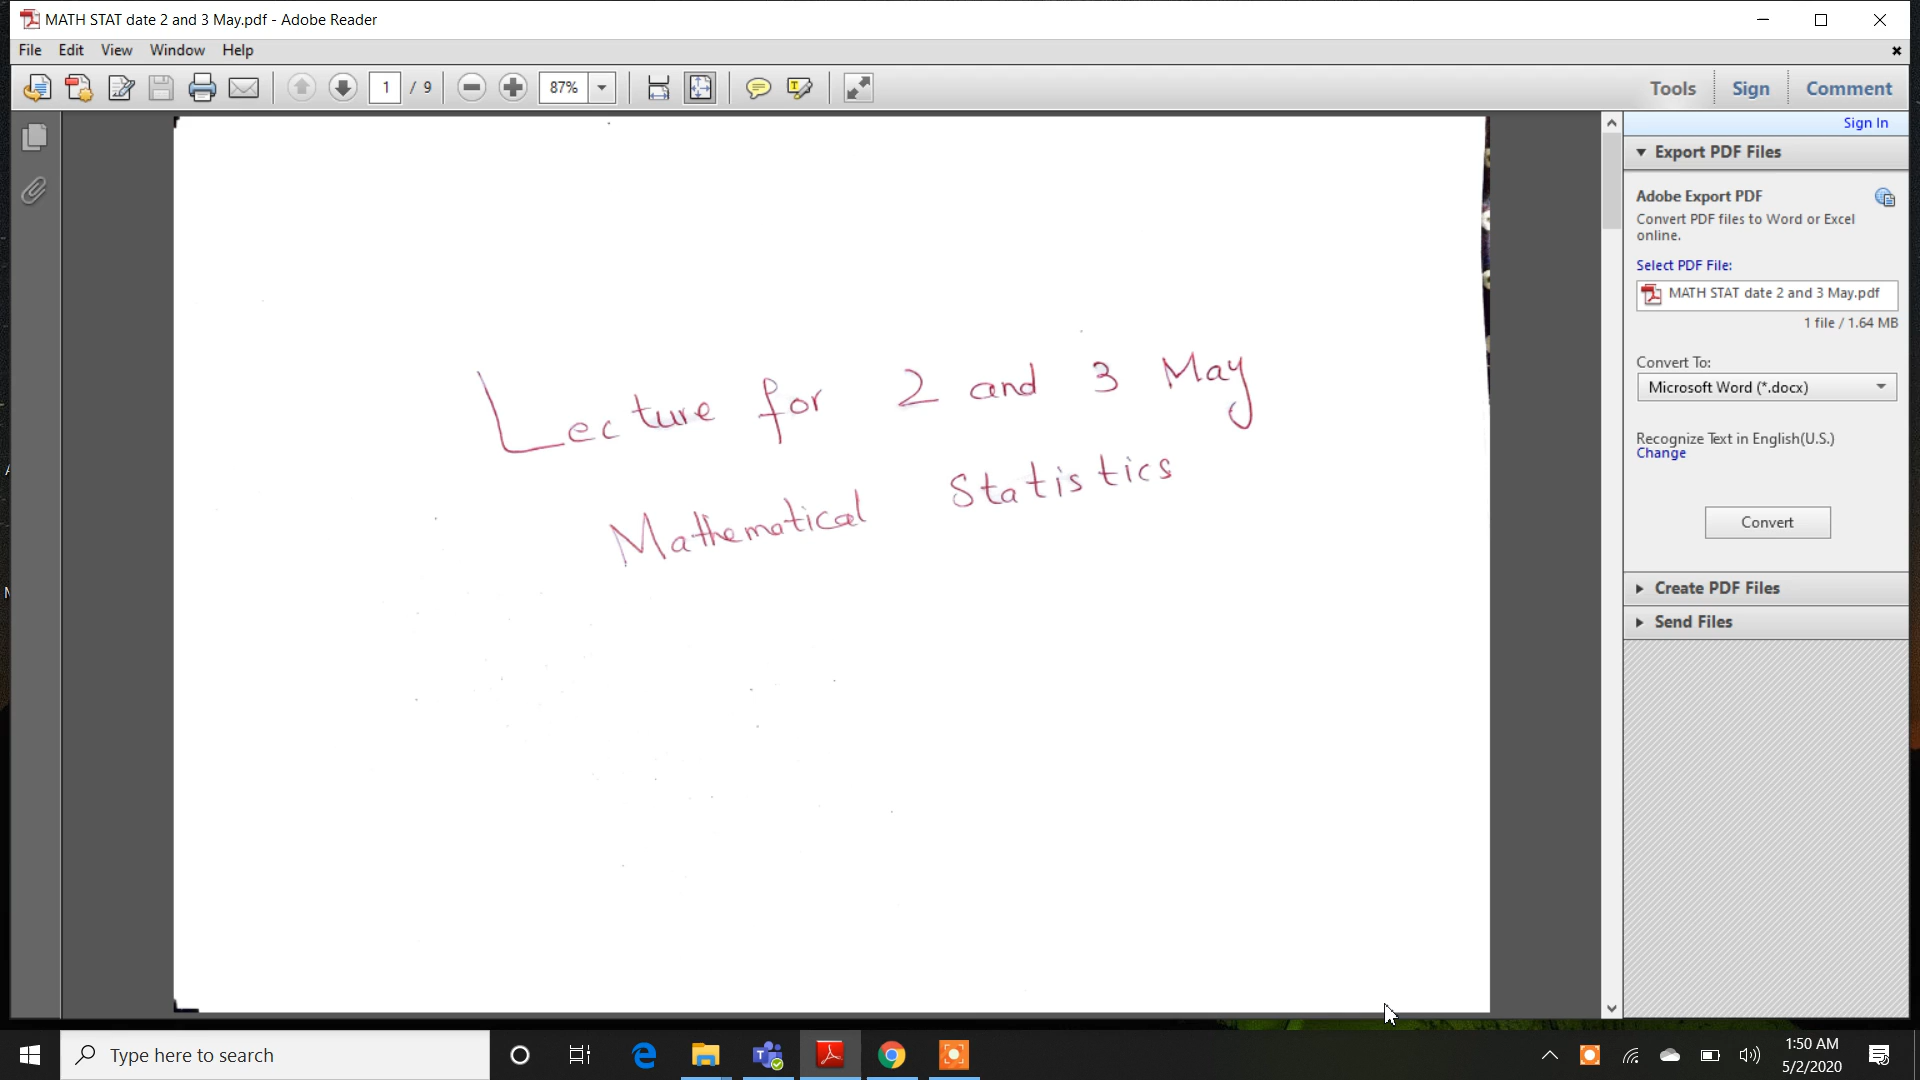 MATH STAT date 2 and 3 May.pdf - Adobe Reader
File Edit View Window Help
1 / 9 87% Tools Sign Comment
Sign In
Export PDF Files
Adobe Export PDF
Convert PDF files to Word or Excel
online.
Select PDF File:
MATH STAT date 2 and 3 May.pdf
1 file / 1.64 MB
Convert To:
Microsoft Word (*.docx)
Recognize Text in English(U.S.)
Change
Convert
Create PDF Files
Send Files
Lecture for 2 and 3 May
Mathematical Statistics
Type here to search
1:50 AM
5/2/2020